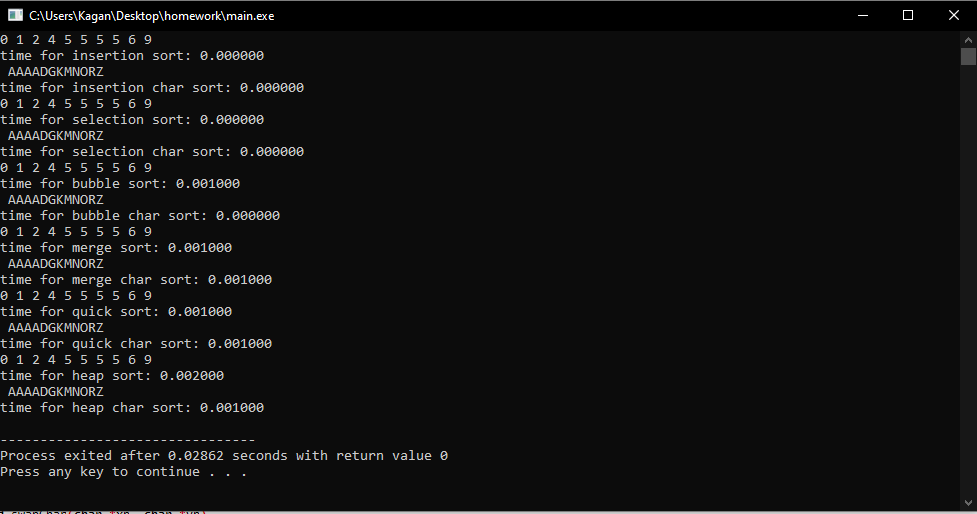 C:\Users\Kagan\Desktop\homework\main.exe
0 1 2 4 5 5 5 5 6 9
time for insertion sort: 0.000000
 AAAADGKMNORZ
time for insertion char sort: 0.000000
0 1 2 4 5 5 5 5 6 9
time for selection sort: 0.000000
 AAAADGKMNORZ
time for selection char sort: 0.000000
0 1 2 4 5 5 5 5 6 9
time for bubble sort: 0.001000
 AAAADGKMNORZ
time for bubble char sort: 0.000000
0 1 2 4 5 5 5 5 6 9
time for merge sort: 0.001000
 AAAADGKMNORZ
time for merge char sort: 0.001000
0 1 2 4 5 5 5 5 6 9
time for quick sort: 0.001000
 AAAADGKMNORZ
time for quick char sort: 0.001000
0 1 2 4 5 5 5 5 6 9
time for heap sort: 0.002000
 AAAADGKMNORZ
time for heap char sort: 0.001000
--------------------------------
Process exited after 0.02862 seconds with return value 0
Press any key to continue . . .